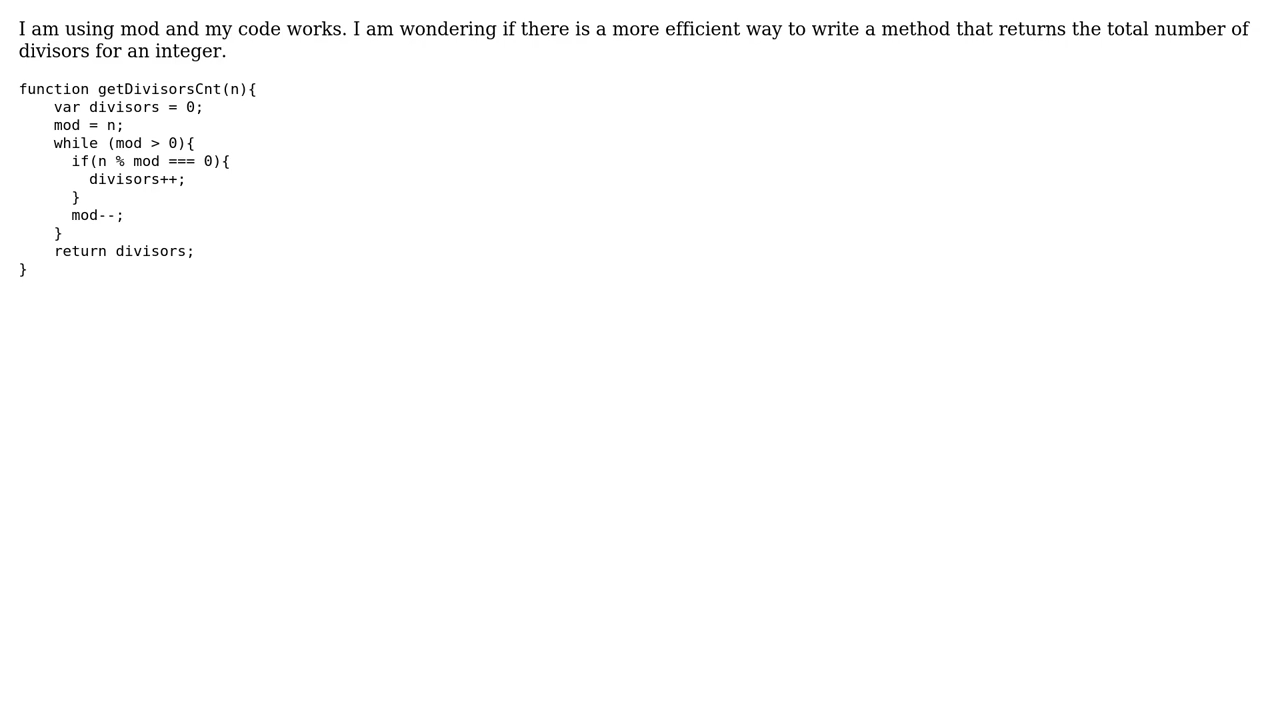 I am using mod and my code works. I am wondering if there is a more efficient way to write a method that returns the total number of
divisors for an integer.
function getDivisorsCnt(n){
    var divisors = 0;
    mod = n;
    while (mod > 0){
      if(n % mod === 0){
        divisors++;
      }
      mod--;
    }
    return divisors;
}